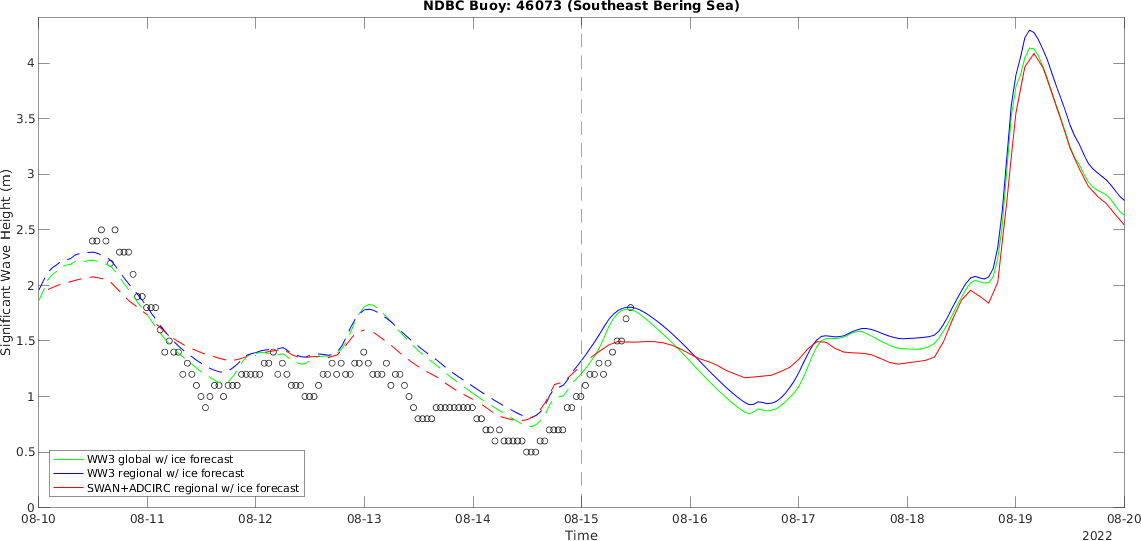 NDBC Buoy: 46073 (Southeast Bering Sea)
Significant Wave Height (m)
4
3.5
3
2.5
2
1.5
1
0.5
0
WW3 global w/ ice forecast
WW3 regional w/ ice forecast
SWAN+ADCIRC regional w/ ice forecast
08-10 08-11 08-12 08-13 08-14 08-15 08-16 08-17 08-18 08-19 08-20
Time
2022